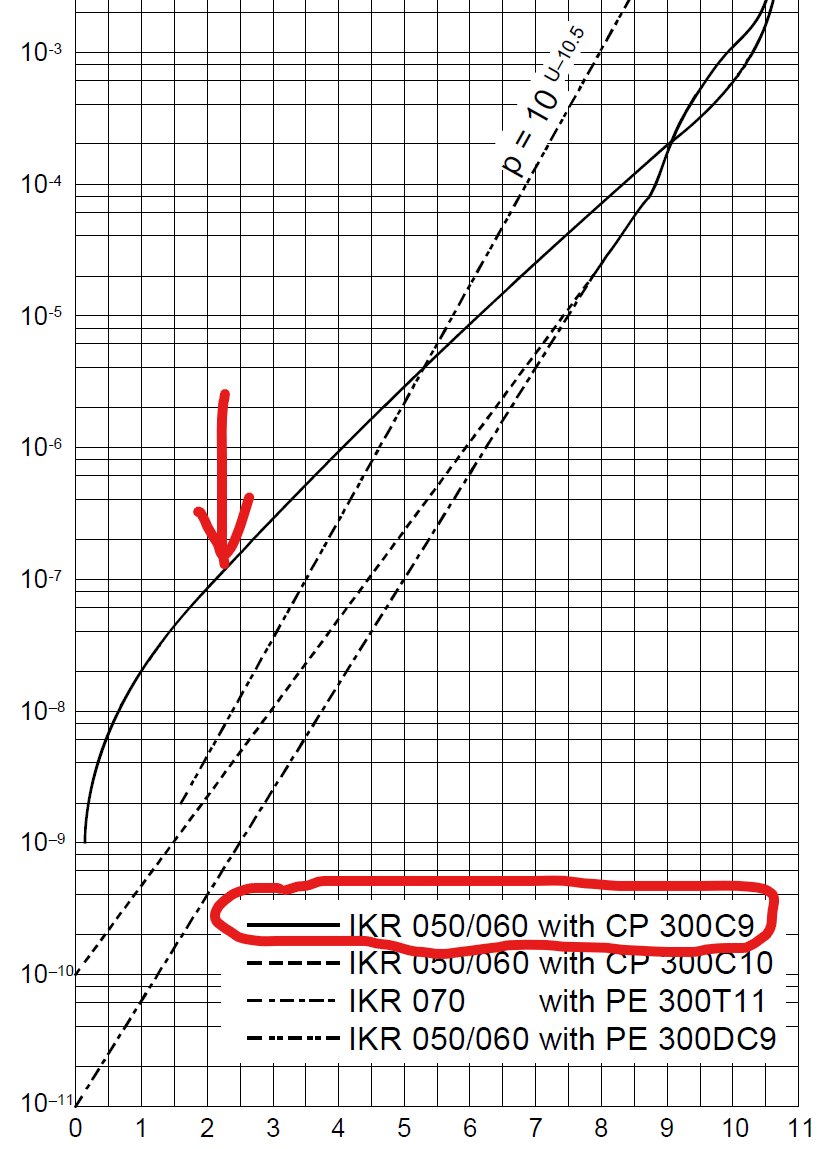 10⁻³
p = 10 ᵁ⁻¹⁰·⁵
10⁻⁴
10⁻⁵
10⁻⁶
10⁻⁷
10⁻⁸
10⁻⁹
IKR 050/060 with CP 300C9
10⁻¹⁰ IKR 050/060 with CP 300C10
IKR 070 with PE 300T11
IKR 050/060 with PE 300DC9
10⁻¹¹
0 1 2 3 4 5 6 7 8 9 10 11